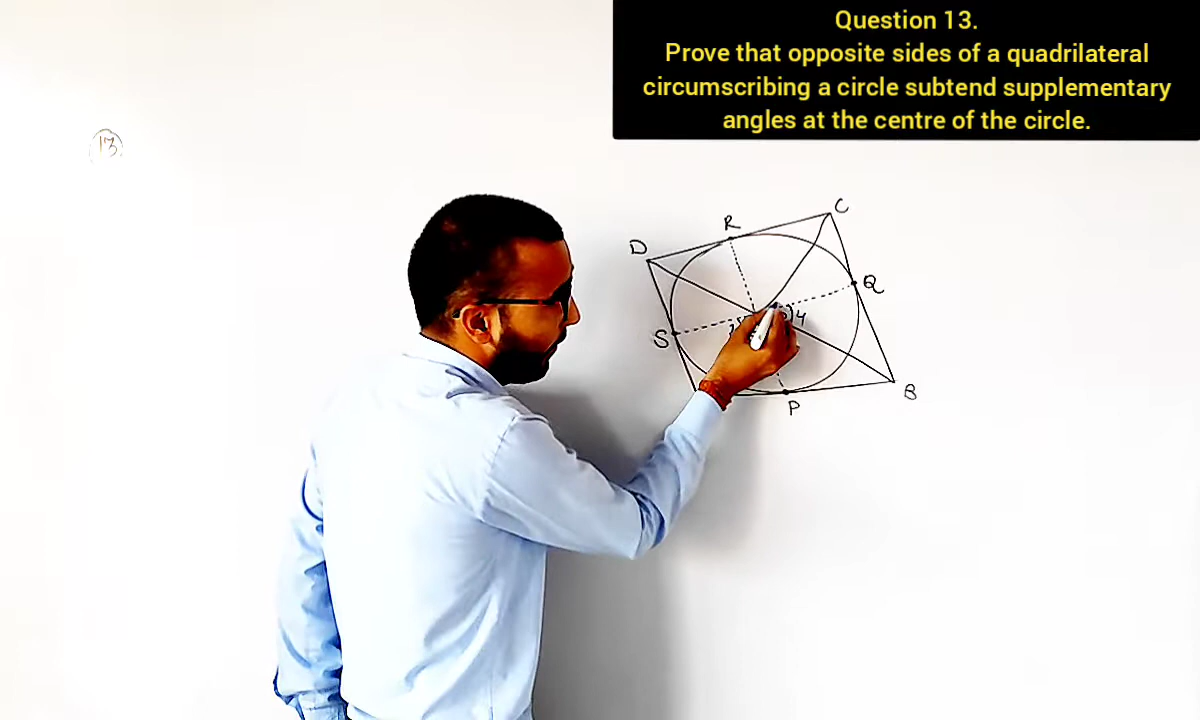 Question 13.
Prove that opposite sides of a quadrilateral
circumscribing a circle subtend supplementary
angles at the centre of the circle.
13
C
R
D
Q
4
S
B
P